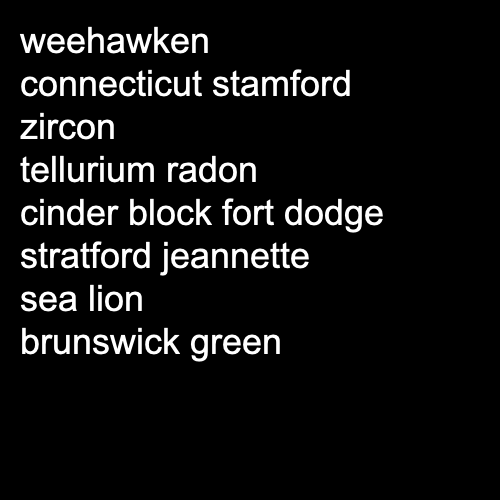 weehawken
connecticut stamford
zircon
tellurium radon
cinder block fort dodge
stratford jeannette
sea lion
brunswick green